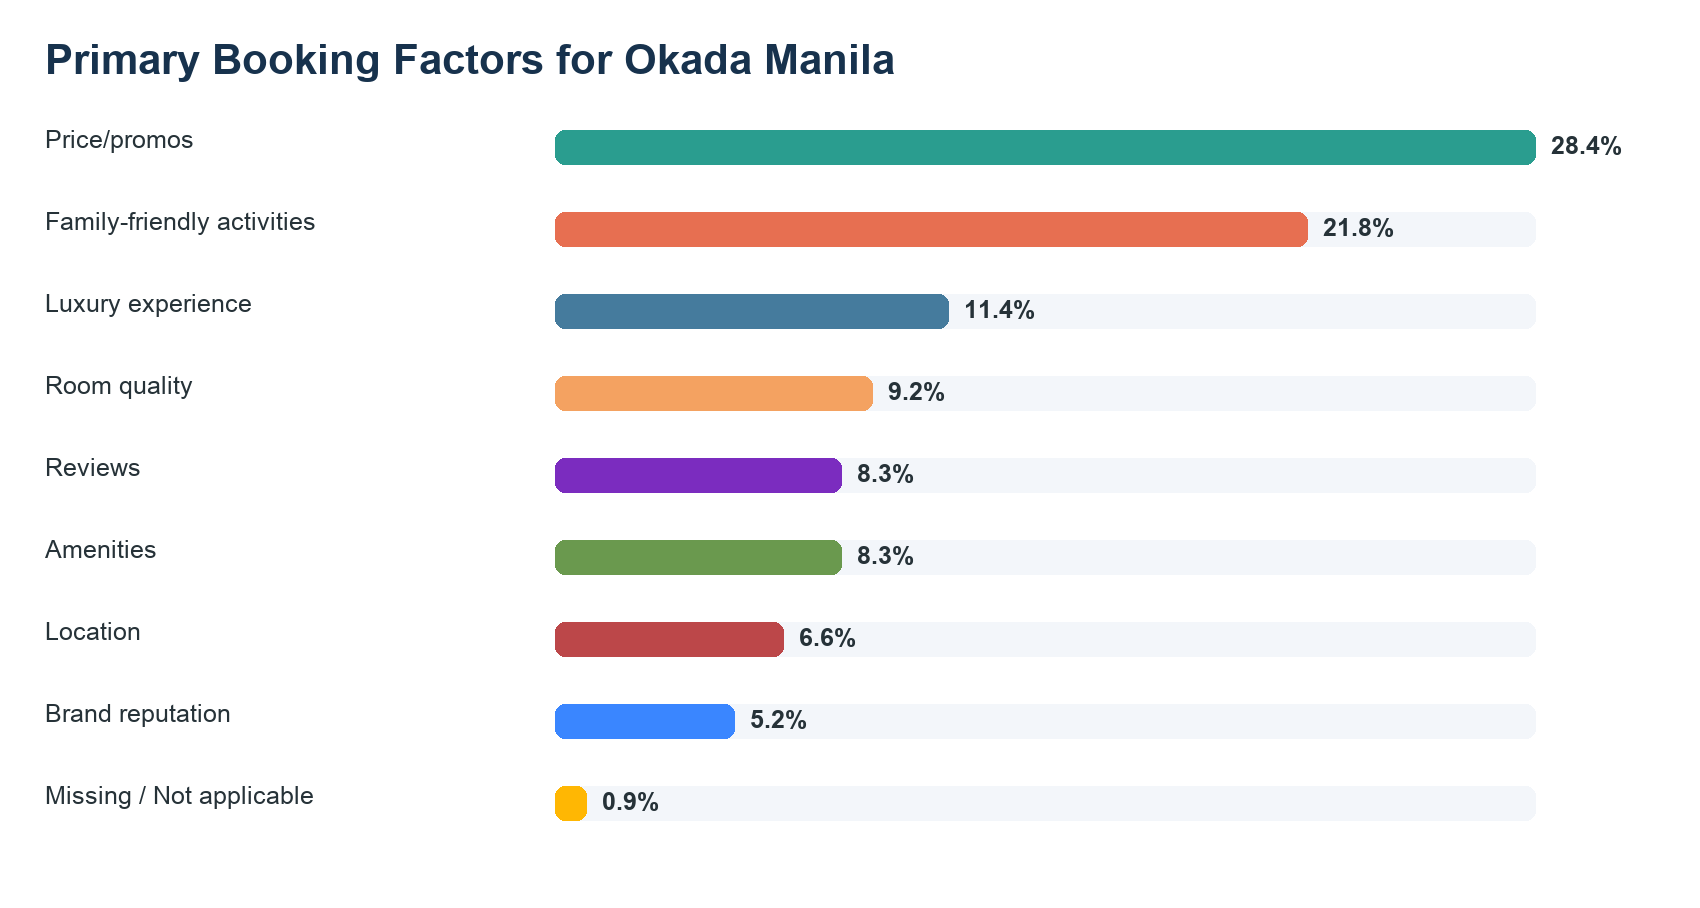 Primary Booking Factors for Okada Manila
Price/promos 28.4%
Family-friendly activities 21.8%
Luxury experience 11.4%
Room quality 9.2%
Reviews 8.3%
Amenities 8.3%
Location 6.6%
Brand reputation 5.2%
Missing / Not applicable 0.9%